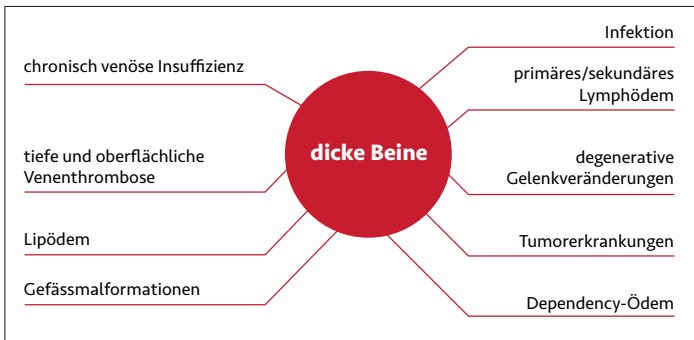 chronisch venöse Insuffizienz
tiefe und oberflächliche
Venenthrombose
Lipödem
Gefässmalformationen
dicke Beine
Infektion
primäres/sekundäres
Lymphödem
degenerative
Gelenkveränderungen
Tumorerkrankungen
Dependency-Ödem